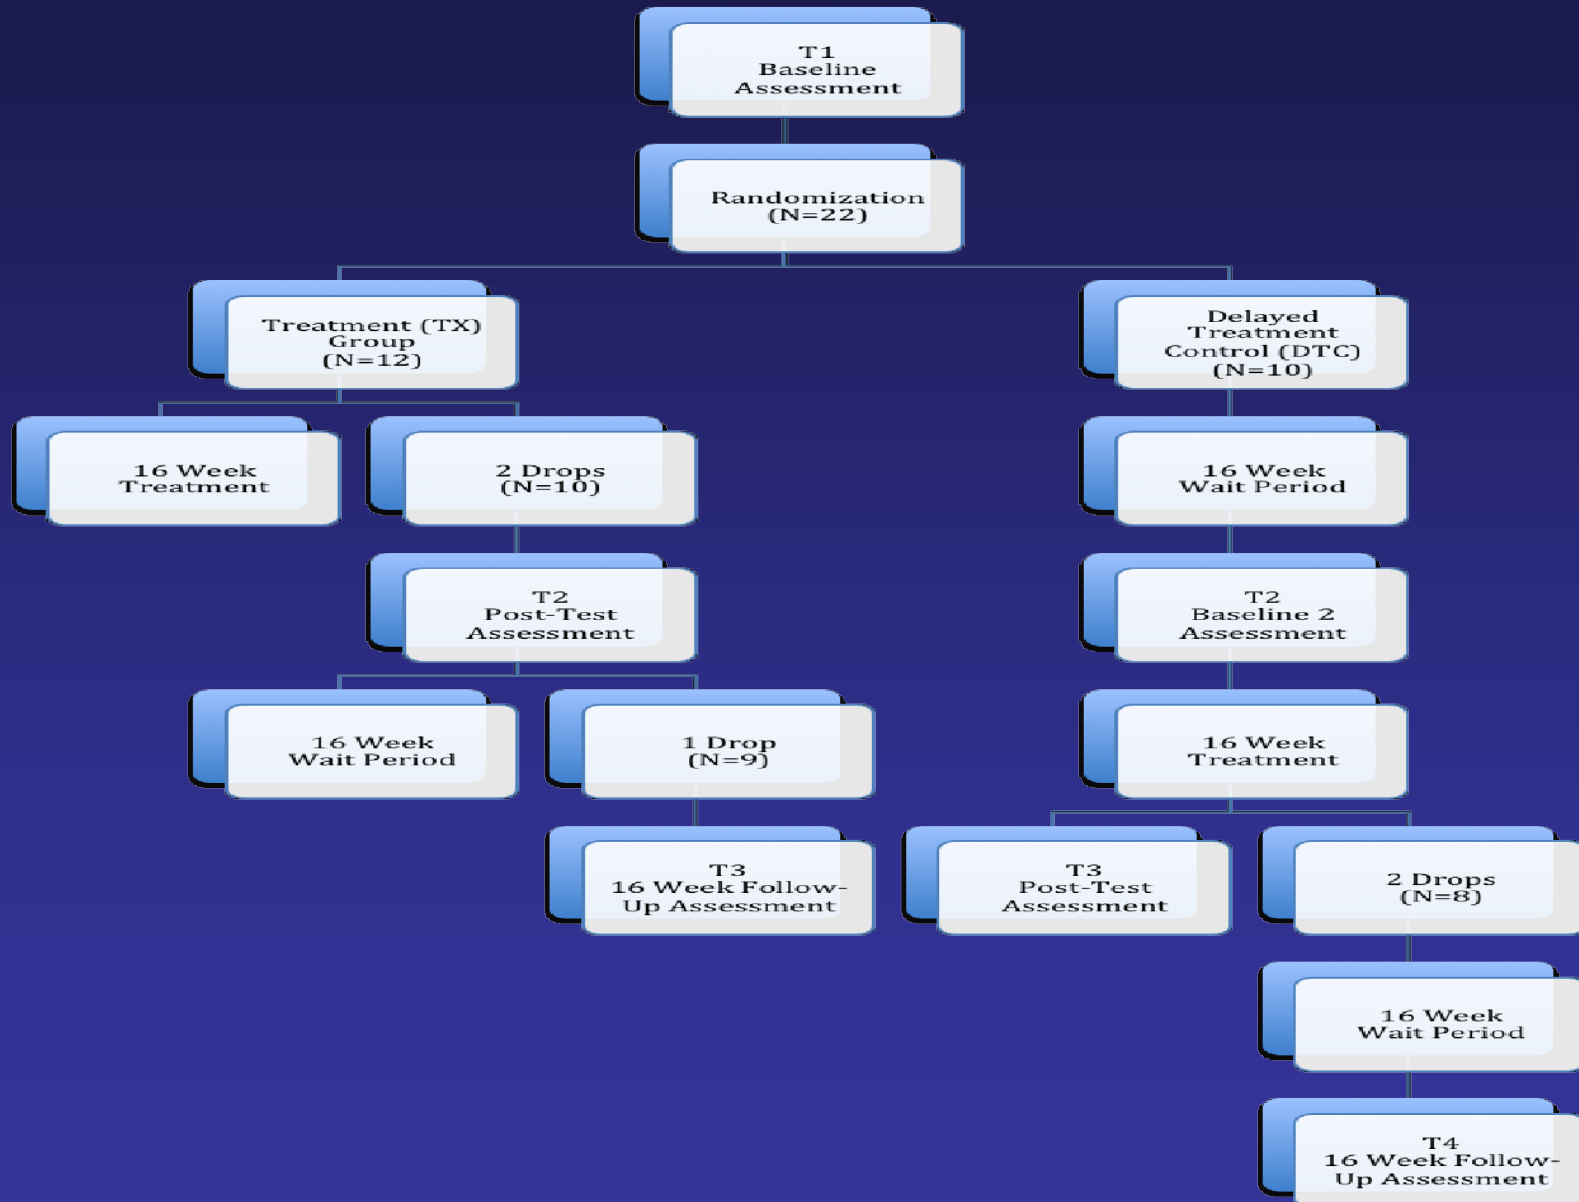 T1
Baseline
Assessment
Randomization
(N=22)
Treatment (TX)
Group
(N=12)
Delayed
Treatment
Control (DTC)
(N=10)
16 Week
Treatment
2 Drops
(N=10)
16 Week
Wait Period
T2
Post-Test
Assessment
T2
Baseline 2
Assessment
16 Week
Wait Period
1 Drop
(N=9)
16 Week
Treatment
T3
16 Week Follow-
Up Assessment
T3
Post-Test
Assessment
2 Drops
(N=8)
16 Week
Wait Period
T4
16 Week Follow-
Up Assessment